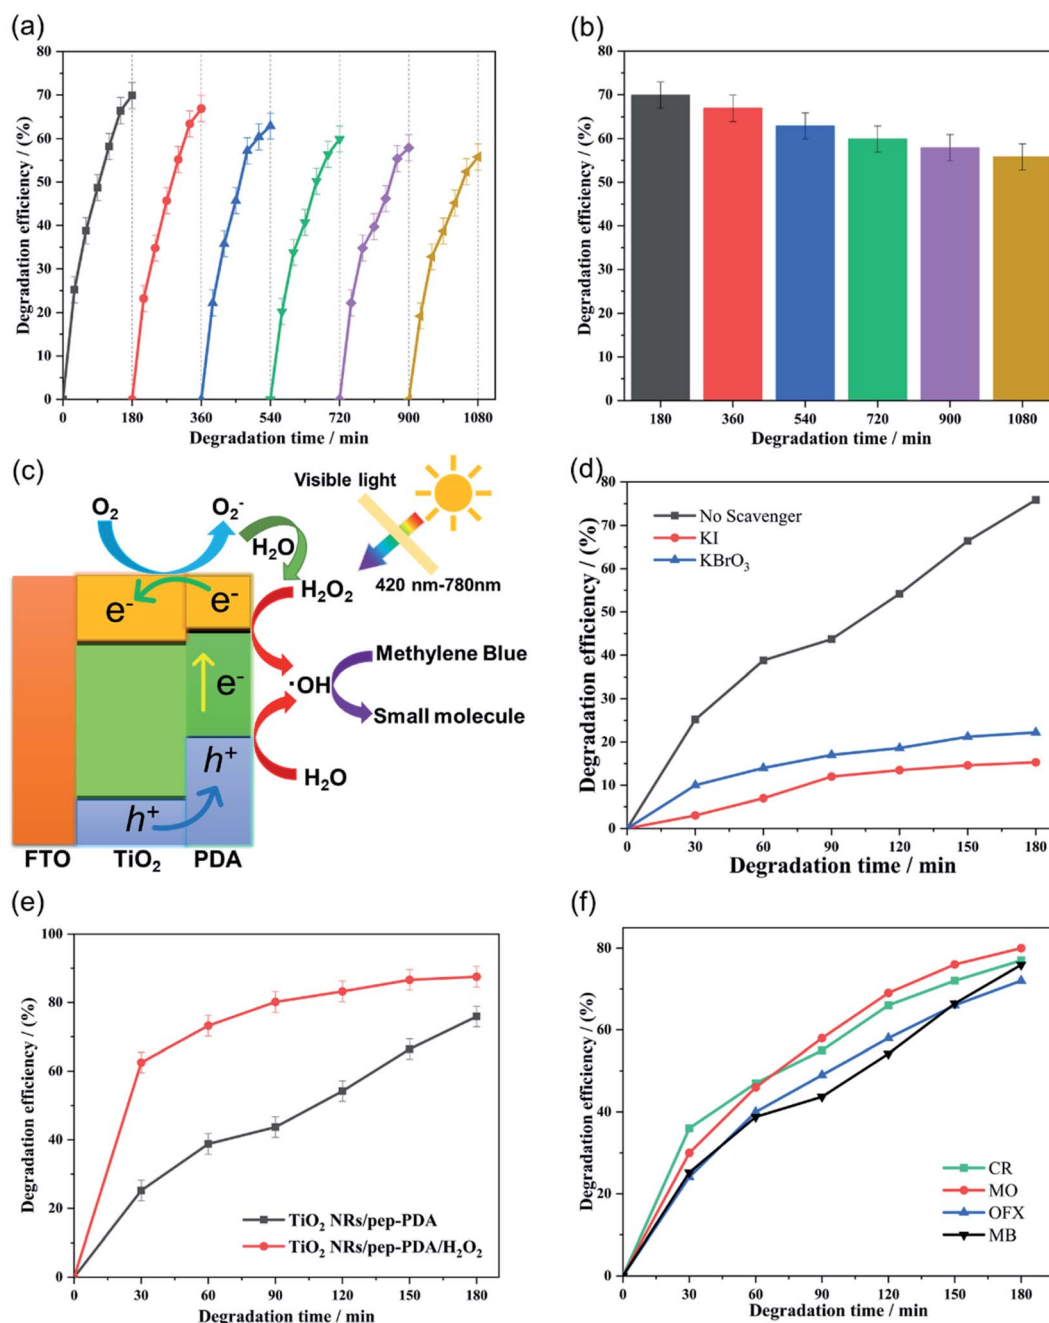 (a)
Degradation efficiency / (%)
80
70
60
50
40
30
20
10
0
0 180 360 540 720 900 1080
Degradation time / min
(b)
Degradation efficiency / (%)
80
70
60
50
40
30
20
10
0
180 360 540 720 900 1080
Degradation time / min
(c)
Visible light
O₂ O₂⁻
H₂O
420 nm-780nm
H₂O₂
e⁻ e⁻
Methylene Blue
e⁻
·OH
Small molecule
h⁺
H₂O
h⁺
FTO TiO₂ PDA
(d)
Degradation efficiency / (%)
80
70
60
50
40
30
20
10
0
No Scavenger
KI
KBrO₃
0 30 60 90 120 150 180
Degradation time / min
(e)
Degradation efficiency / (%)
100
80
60
40
20
0
TiO₂ NRs/pep-PDA
TiO₂ NRs/pep-PDA/H₂O₂
0 30 60 90 120 150 180
Degradation time / min
(f)
Degradation efficiency / (%)
80
60
40
20
0
CR
MO
OFX
MB
0 30 60 90 120 150 180
Degradation time / min